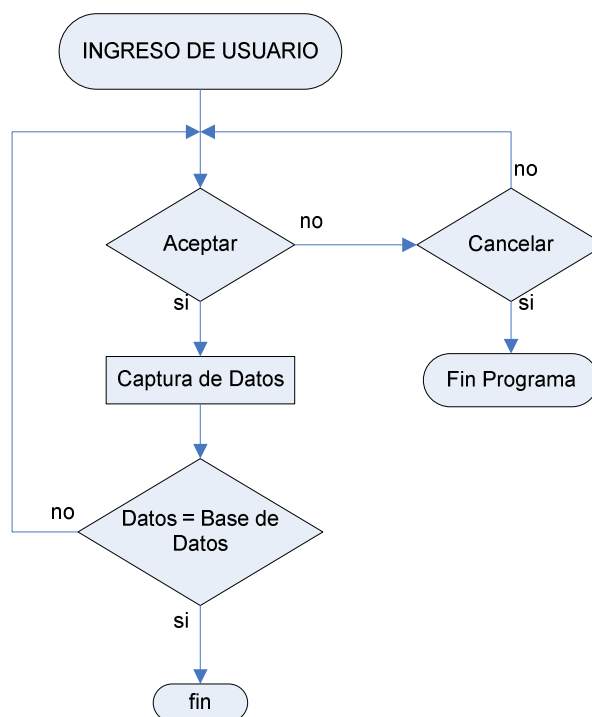 INGRESO DE USUARIO
no
Aceptar
no
Cancelar
si
si
Captura de Datos
Fin Programa
no
Datos = Base de
Datos
si
fin